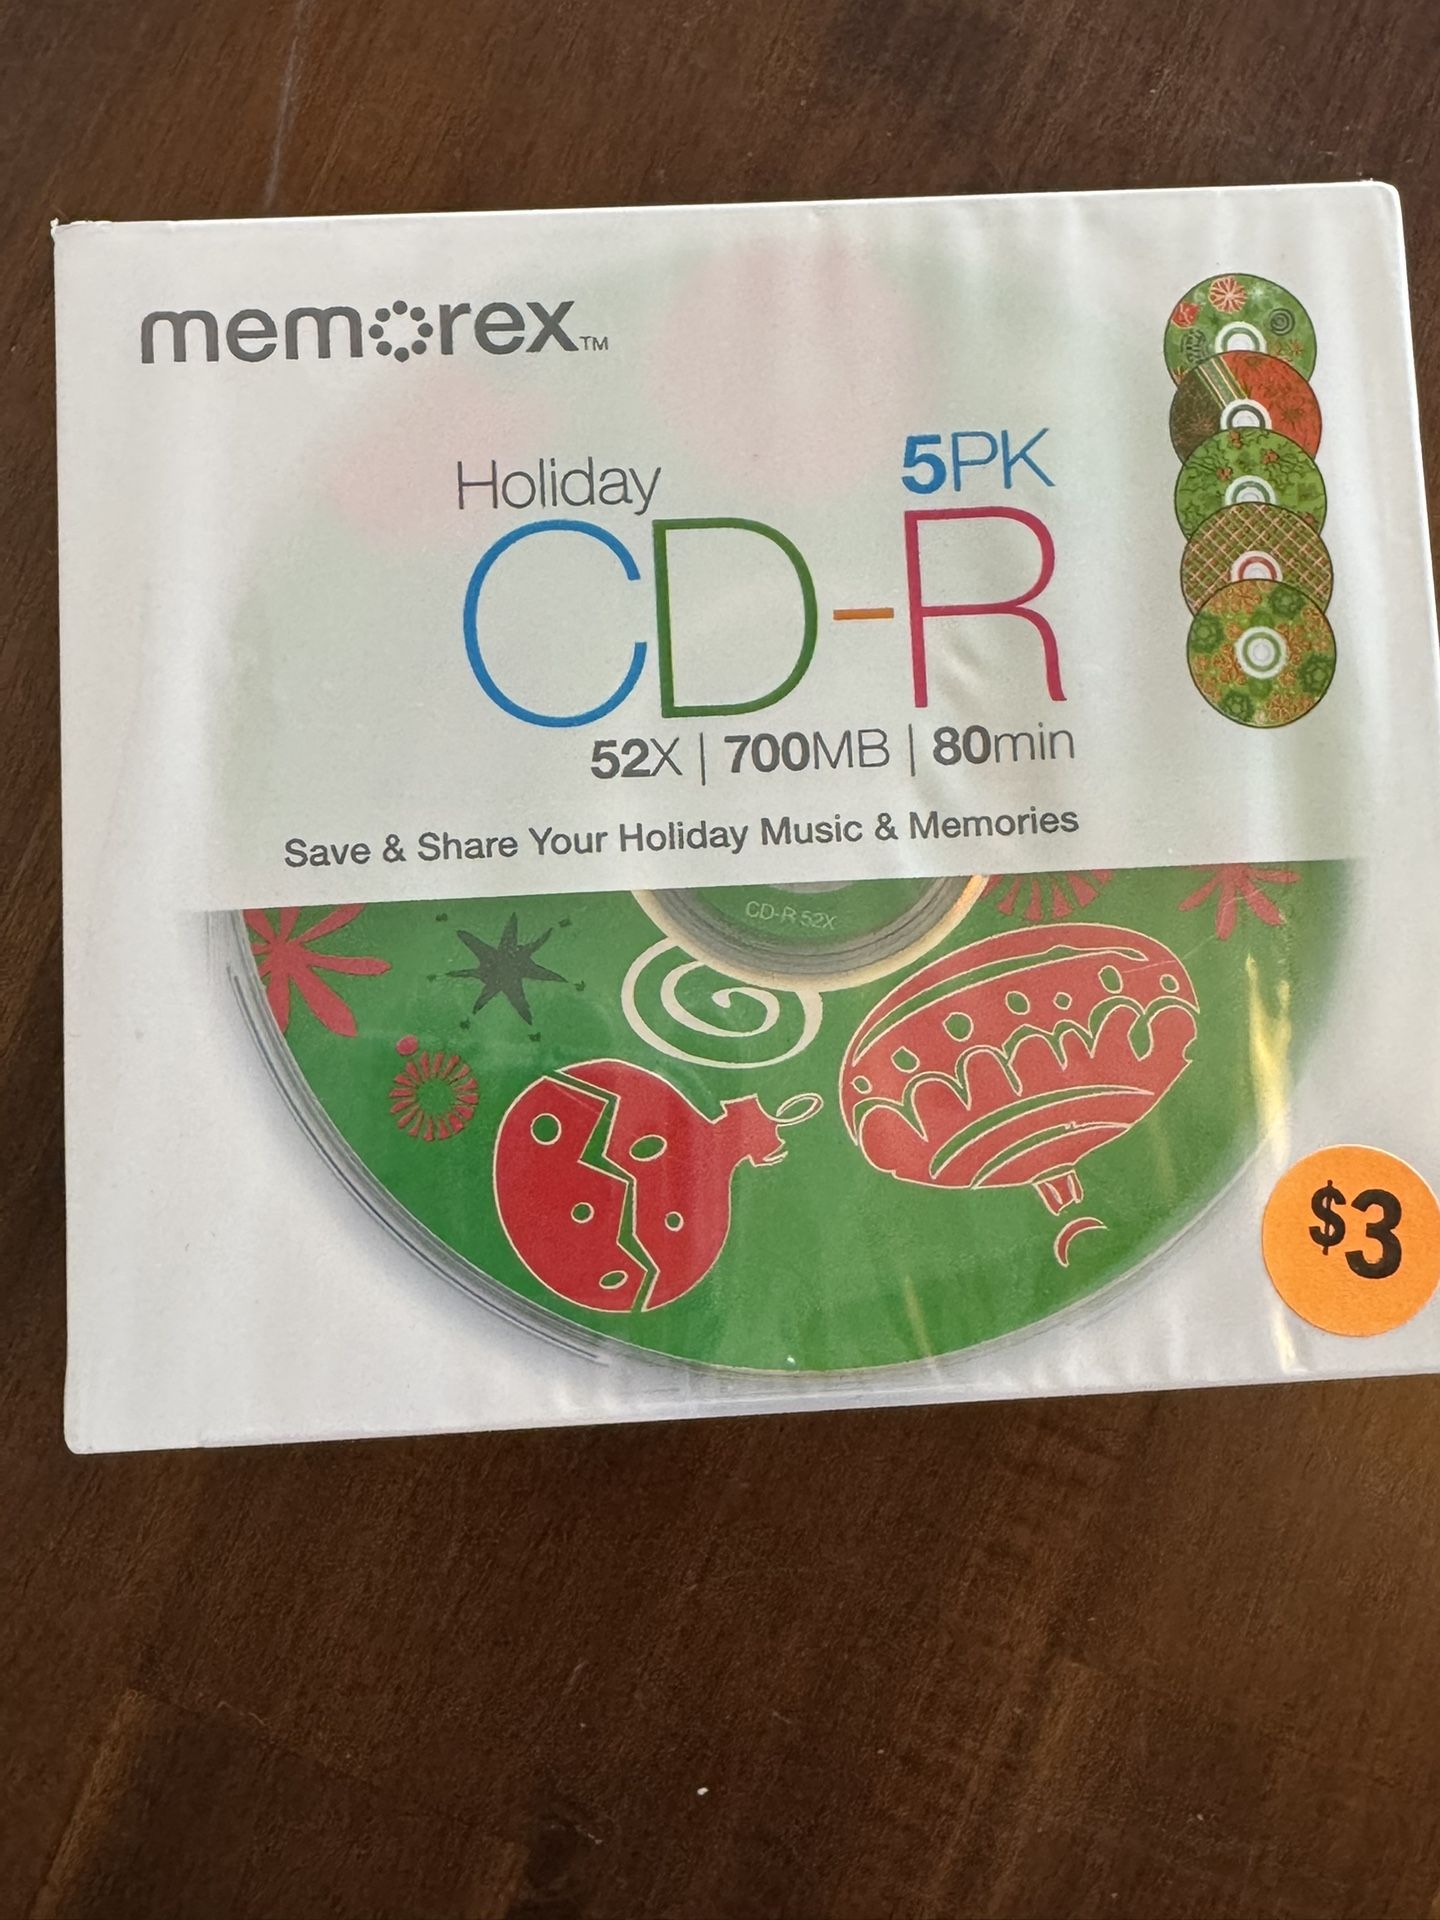 memorex™
5PK
Holiday
CD-R
52X | 700MB | 80min
Save & Share Your Holiday Music & Memories
CD-R 52X
$3